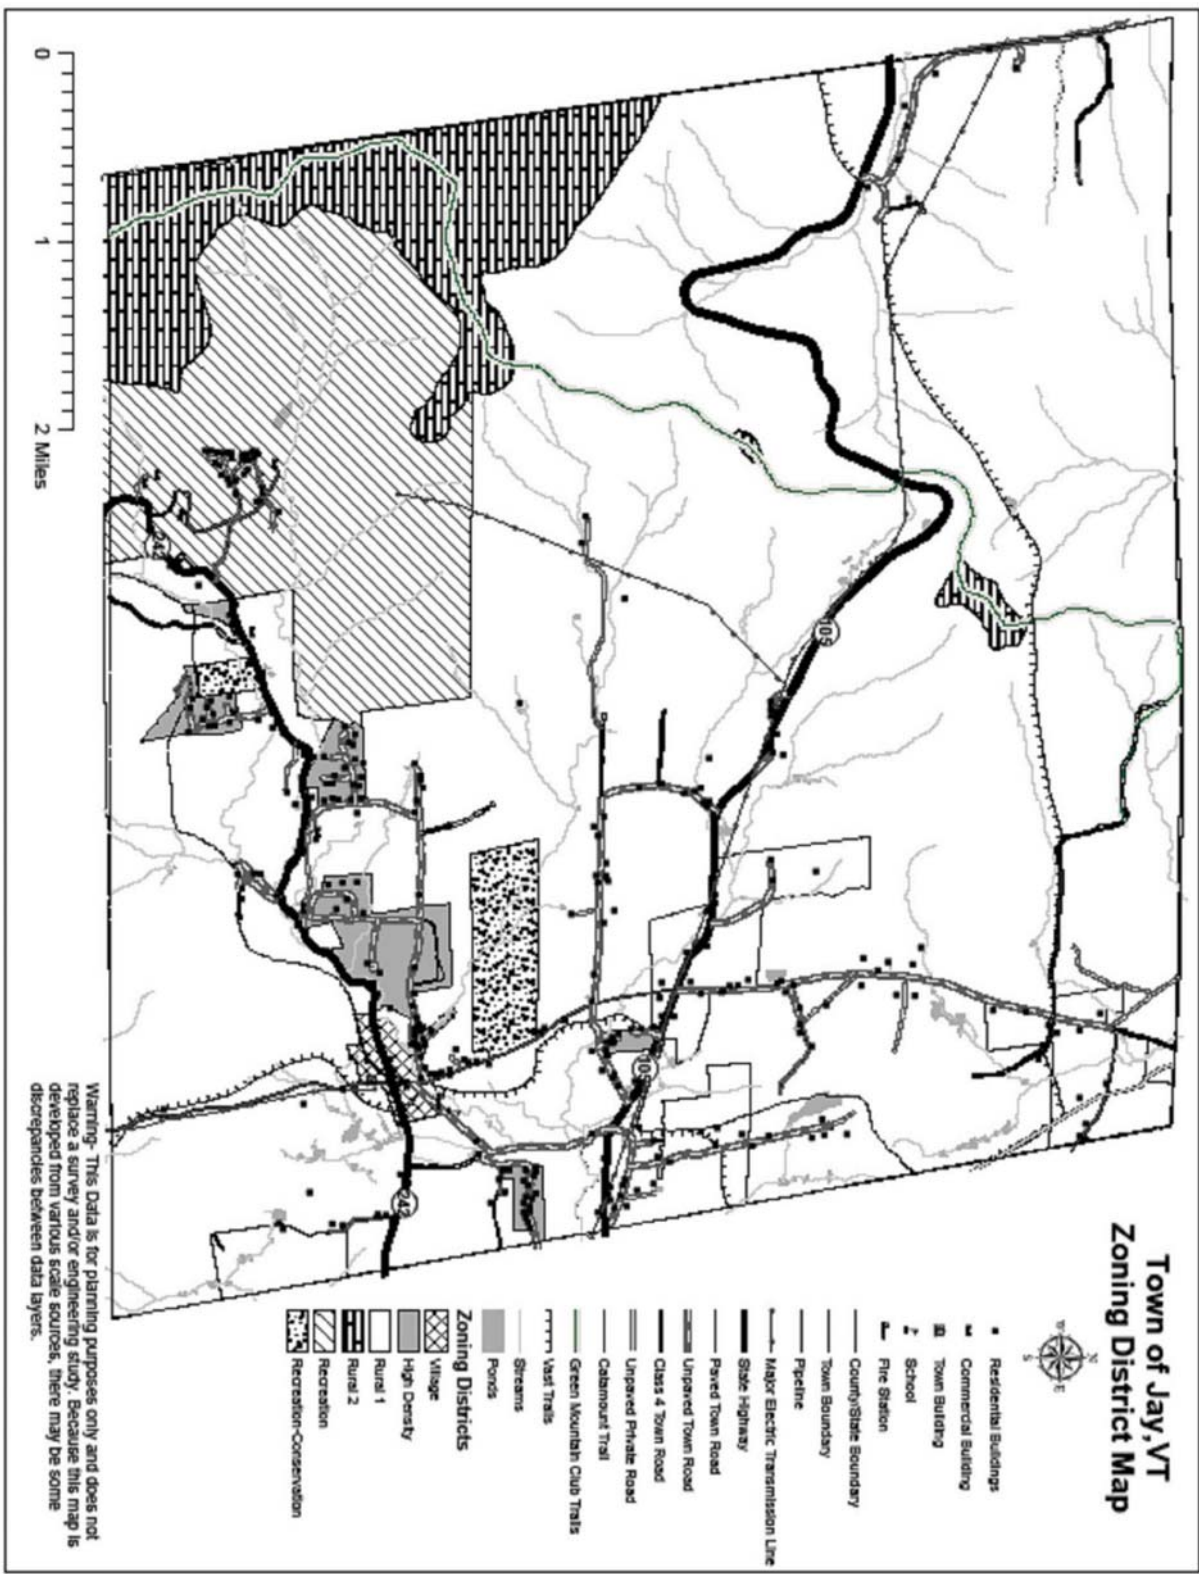 Town of Jay,VT
Zoning District Map
N
W
E
S
Residential Buildings
Commercial Building
Town Building
School
Fire Station
County/State Boundary
Town Boundary
Pipeline
Major Electric Transmission Line
State Highway
Paved Town Road
Unpaved Town Road
Class 4 Town Road
Unpaved Private Road
Catamount Trail
Green Mountain Club Trails
Vast Trails
Streams
Ponds
Zoning Districts
Village
High Density
Rural 1
Rural 2
Recreation
Recreation-Conservation
105
105
242
242
0 1 2 Miles
Warning- This Data is for planning purposes only and does not
replace a survey and/or engineering study. Because this map is
developed from various scale sources, there may be some
discrepancies between data layers.